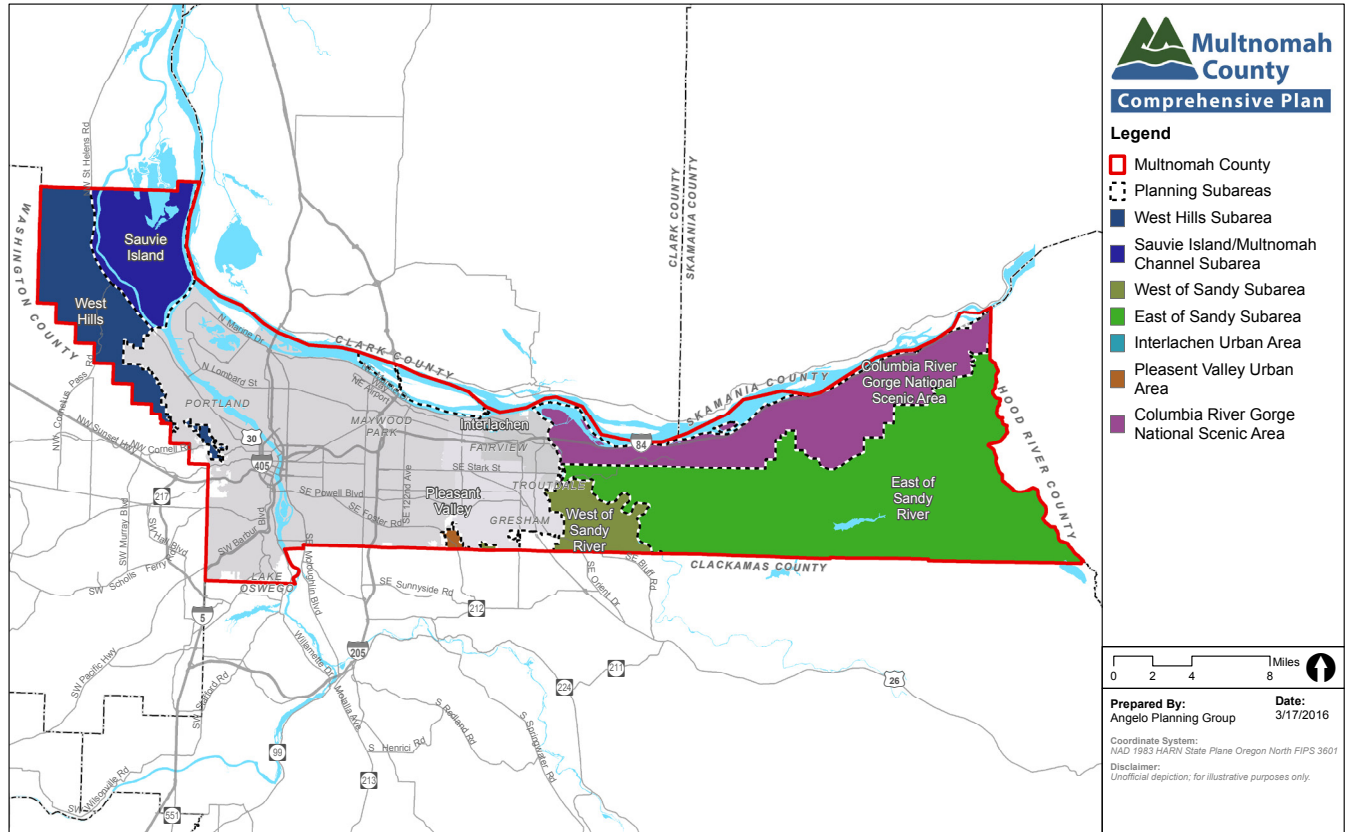 Multnomah
County
Comprehensive Plan
Legend
Multnomah County
Planning Subareas
West Hills Subarea
Sauvie Island/Multnomah
Channel Subarea
West of Sandy Subarea
East of Sandy Subarea
Interlachen Urban Area
Pleasant Valley Urban
Area
Columbia River Gorge
National Scenic Area
0 2 4 8 Miles
Prepared By:
Angelo Planning Group
Date:
3/17/2016
Coordinate System:
NAD 1983 HARN State Plane Oregon North FIPS 3601
Disclaimer:
Unofficial depiction; for illustrative purposes only.
W St Helens Rd
WASHINGTON COUNTY
Sauvie
Island
West
Hills
CLARK COUNTY
SKAMANIA COUNTY
N Marine Dr
CLARK COUNTY
N Lombard St
PORTLAND
NE Airport
MAYWOOD
PARK
Interlachen
FAIRVIEW
SKAMANIA COUNTY
Columbia River
Gorge National
Scenic Area
HOOD RIVER COUNTY
84
NW Cornelius Pass Rd
NW Sunset Hwy
NW Cornell Rd
30
405
217
SE Stark St
SE 122nd Ave
TROUTDALE
SE Powell Blvd
Pleasant
Valley
SE Foster Rd
GRESHAM
West of
Sandy
River
East of
Sandy
River
SW Murray Blvd
SW Hall Blvd
SW Scholls Ferry Rd
SW Barbur Blvd
SE Mcloughlin Blvd
LAKE
OSWEGO
SE Sunnyside Rd
SE Orient Dr
SE Bluff Rd
CLACKAMAS COUNTY
212
5
205
211
26
224
SW Pacific Hwy
SW Stafford Rd
Willamette Dr
Molalla Ave
S Redland Rd
S Springwater Rd
S Henrici Rd
99
213
SW Wilsonville Rd
551